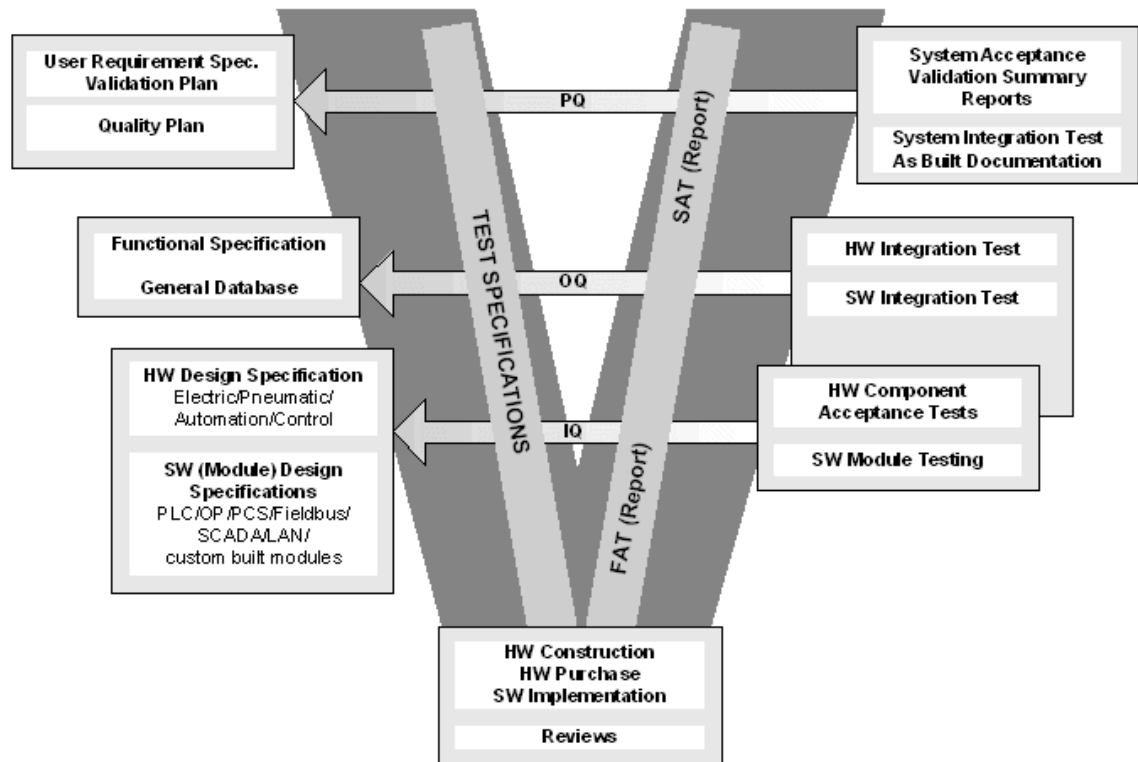 User Requirement Spec.
Validation Plan
Quality Plan
PQ
System Acceptance
Validation Summary
Reports
System Integration Test
As Built Documentation
TEST SPECIFICATIONS
SAT (Report)
Functional Specification
General Database
OQ
HW Integration Test
SW Integration Test
HW Design Specification
Electric/Pneumatic/
Automation/Control
SW (Module) Design
Specifications
PLC/OP/PCS/Fieldbus/
SCADA/LAN/
custom built modules
IQ
FAT (Report)
HW Component
Acceptance Tests
SW Module Testing
HW Construction
HW Purchase
SW Implementation
Reviews